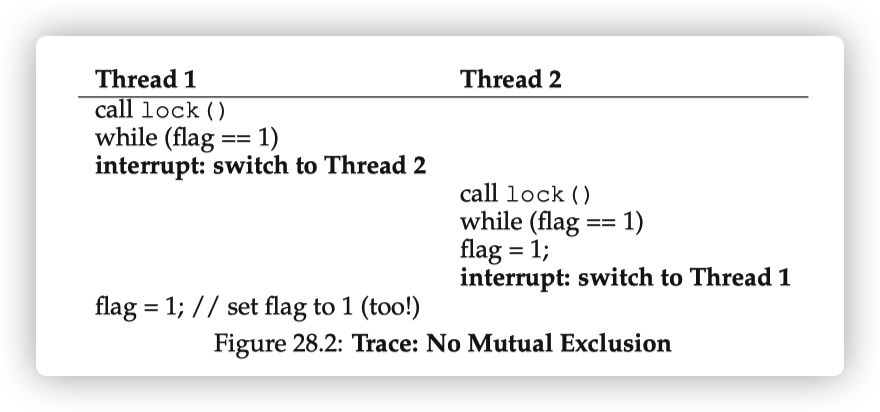 Thread 1 Thread 2
call lock()
while (flag == 1)
interrupt: switch to Thread 2
call lock()
while (flag == 1)
flag = 1;
interrupt: switch to Thread 1
flag = 1; // set flag to 1 (too!)
Figure 28.2: Trace: No Mutual Exclusion